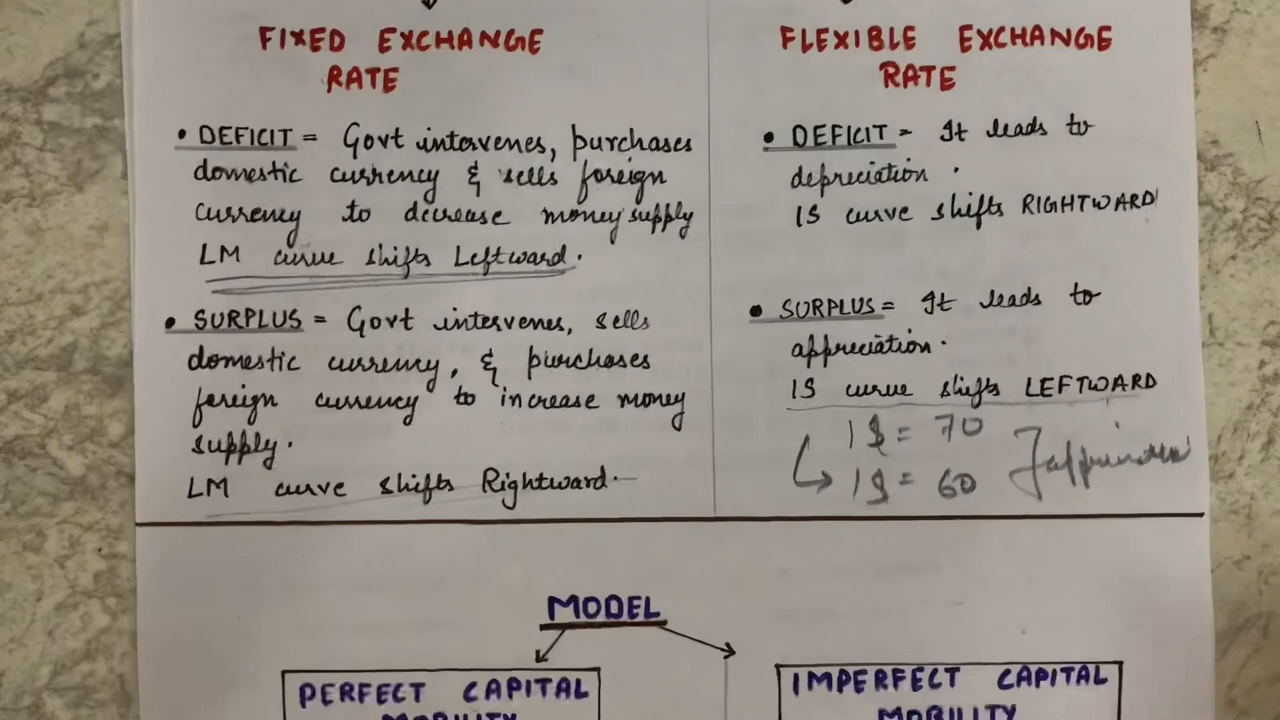 FIXED EXCHANGE
RATE
• DEFICIT = Govt intervenes, purchases
domestic currency & sells foreign
currency to decrease money supply
LM curve shifts Leftward.
• SURPLUS = Govt intervenes, sells
domestic currency, & purchases
foreign currency to increase money
supply.
LM curve shifts Rightward.
FLEXIBLE EXCHANGE
RATE
• DEFICIT = It leads to
depreciation.
IS curve shifts RIGHTWARD
• SURPLUS = It leads to
appreciation.
IS curve shifts LEFTWARD
1$ = 70
1$ = 60
MODEL
PERFECT CAPITAL
MOBILITY
IMPERFECT CAPITAL
MOBILITY